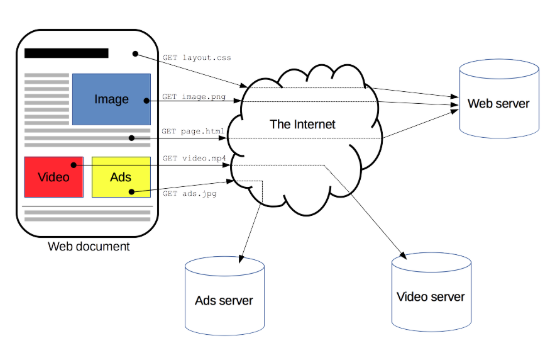 GET layout.css
Image
GET image.png
The Internet
Web server
GET page.html
GET video.mp4
Video
Ads
GET ads.jpg
Web document
Ads server
Video server